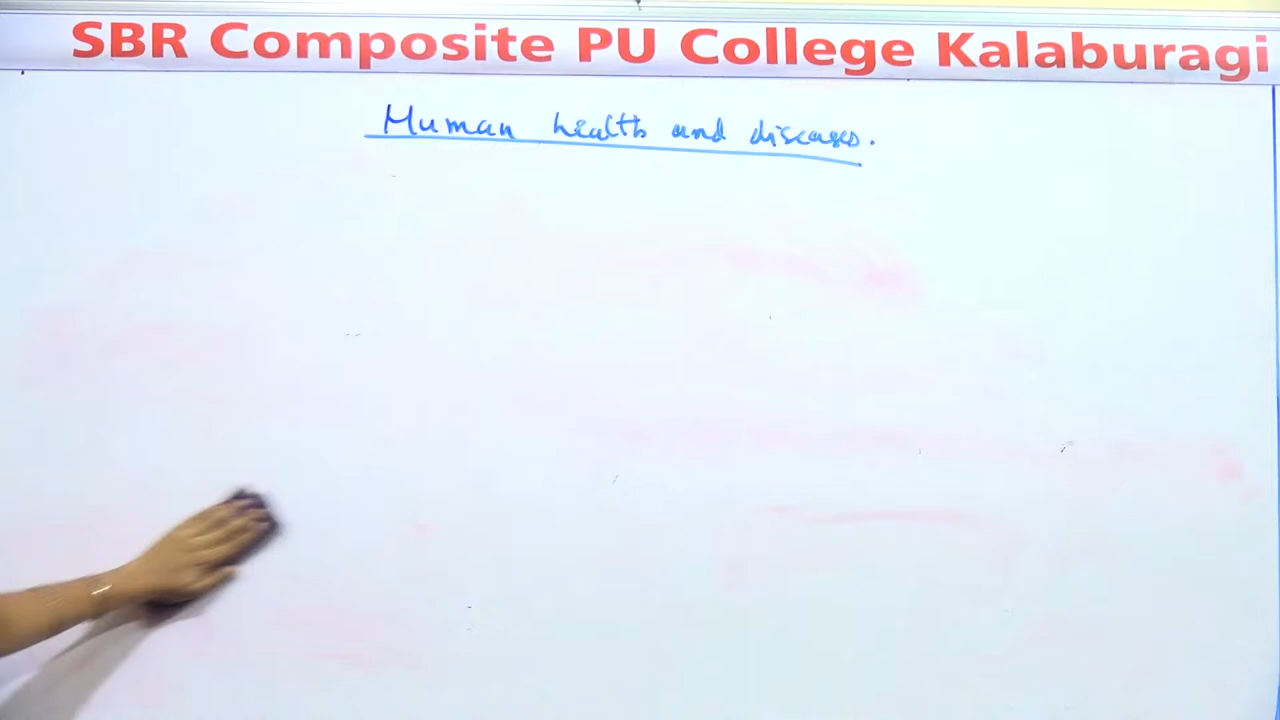 SBR Composite PU College Kalaburagi
Human health and diseases.